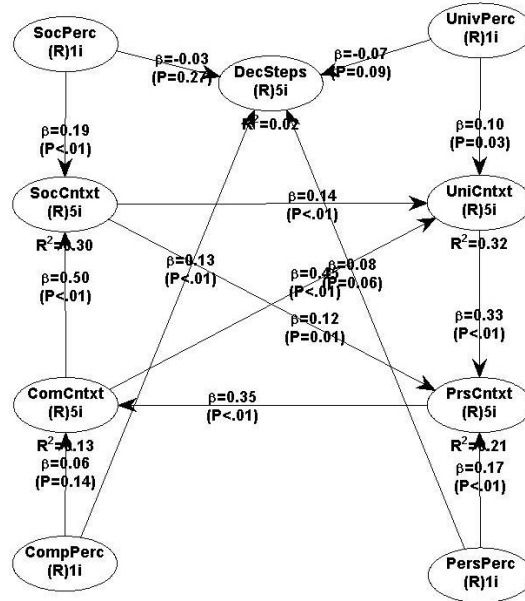 SocPerc
(R)1i
UnivPerc
(R)1i
β=-0.03
(P=0.27)
DecSteps
(R)5i
β=-0.07
(P=0.09)
R²=0.02
β=0.19
(P<.01)
β=0.10
(P=0.03)
SocCntxt
(R)5i
β=0.14
(P<.01)
UniCntxt
(R)5i
R²=0.30
R²=0.32
β=0.50
(P<.01)
β=0.13
(P<.01)
β=0.45
(P<.01)
β=0.08
(P=0.06)
β=0.12
(P=0.01)
β=0.33
(P<.01)
ComCntxt
(R)5i
β=0.35
(P<.01)
PrsCntxt
(R)5i
R²=0.13
R²=0.21
β=0.06
(P=0.14)
β=0.17
(P<.01)
CompPerc
(R)1i
PersPerc
(R)1i